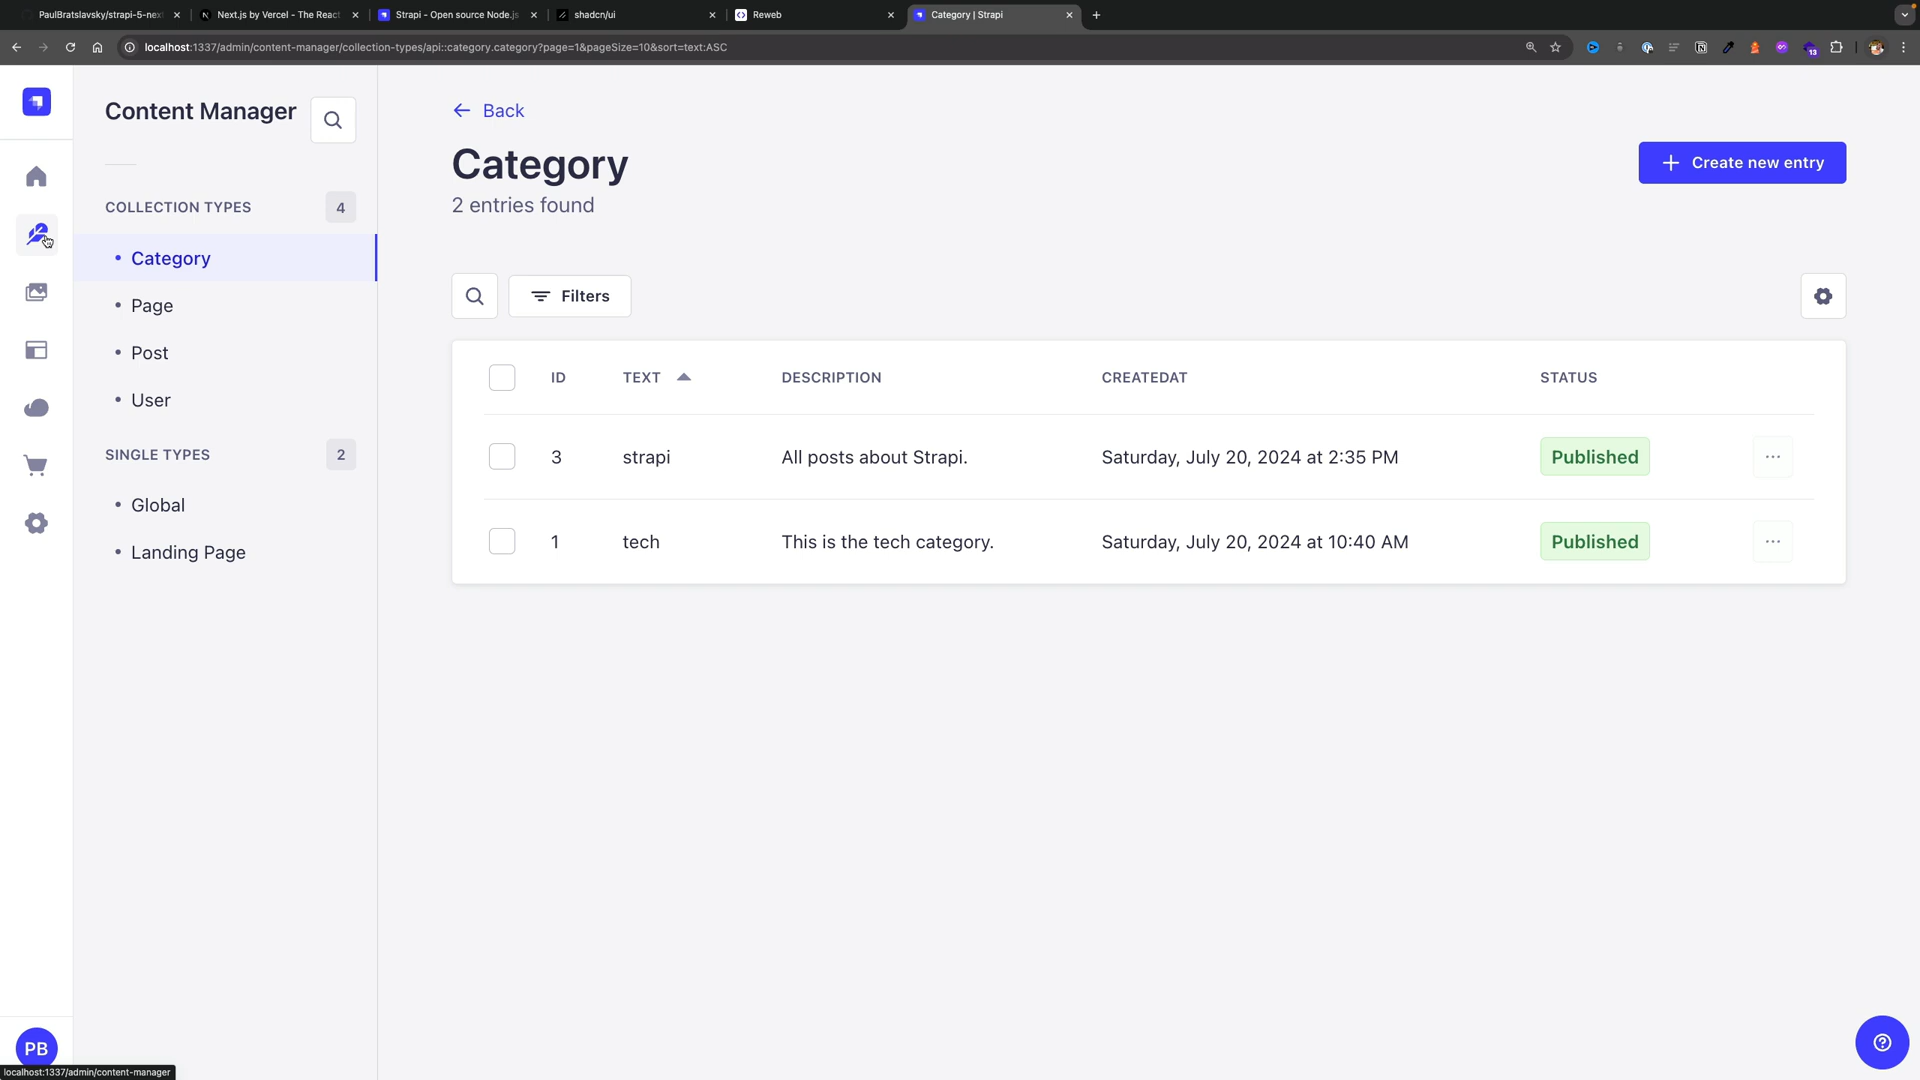 PaulBratslavsky/strapi-5-next
Next.js by Vercel - The React
Strapi - Open source Node.js
shadcn/ui
Reweb
Category | Strapi
localhost:1337/admin/content-manager/collection-types/api::category.category?page=1&pageSize=10&sort=text:ASC
13
Content Manager
COLLECTION TYPES 4
Category
Page
Post
User
SINGLE TYPES 2
Global
Landing Page
Back
Category
2 entries found
Create new entry
Filters
ID TEXT DESCRIPTION CREATEDAT STATUS
3 strapi All posts about Strapi. Saturday, July 20, 2024 at 2:35 PM Published
1 tech This is the tech category. Saturday, July 20, 2024 at 10:40 AM Published
PB
localhost:1337/admin/content-manager